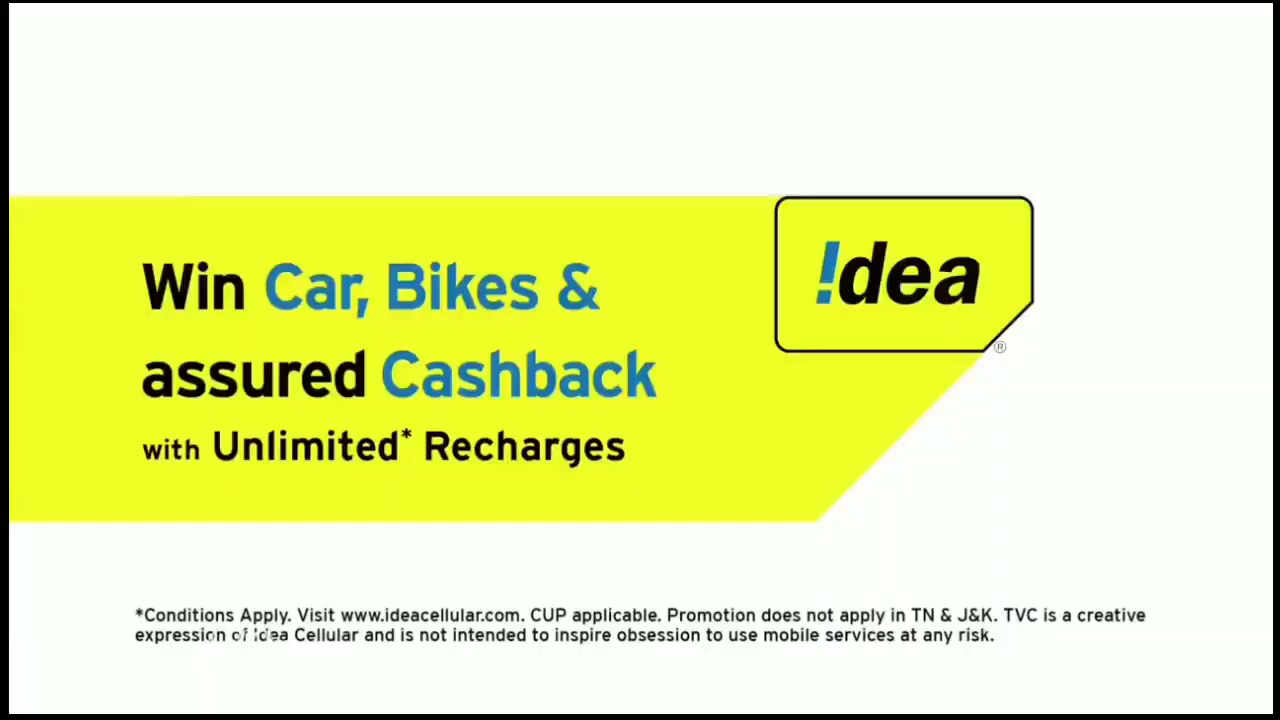 Win Car, Bikes &
assured Cashback
with Unlimited* Recharges
!dea
®
*Conditions Apply. Visit www.ideacellular.com. CUP applicable. Promotion does not apply in TN & J&K. TVC is a creative
expression of Idea Cellular and is not intended to inspire obsession to use mobile services at any risk.